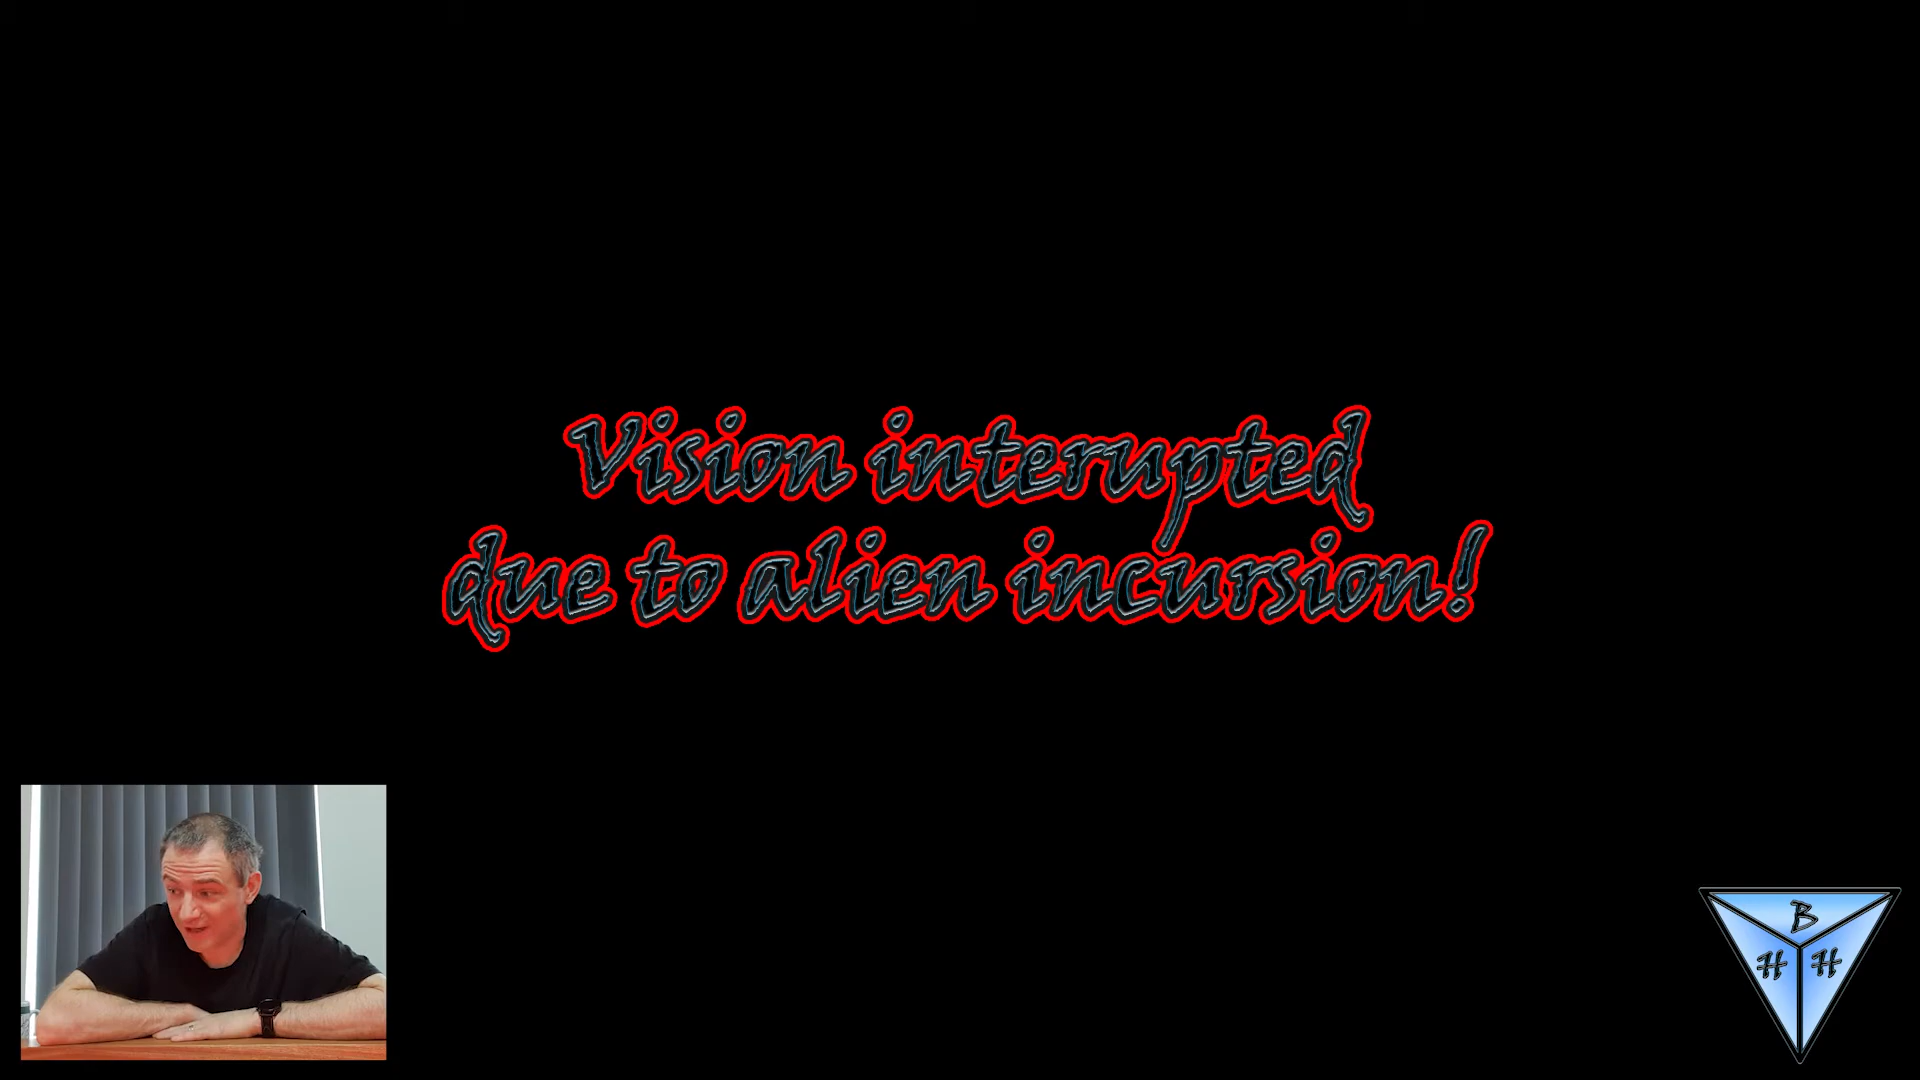 Vision interupted
due to alien incursion!
B
H H